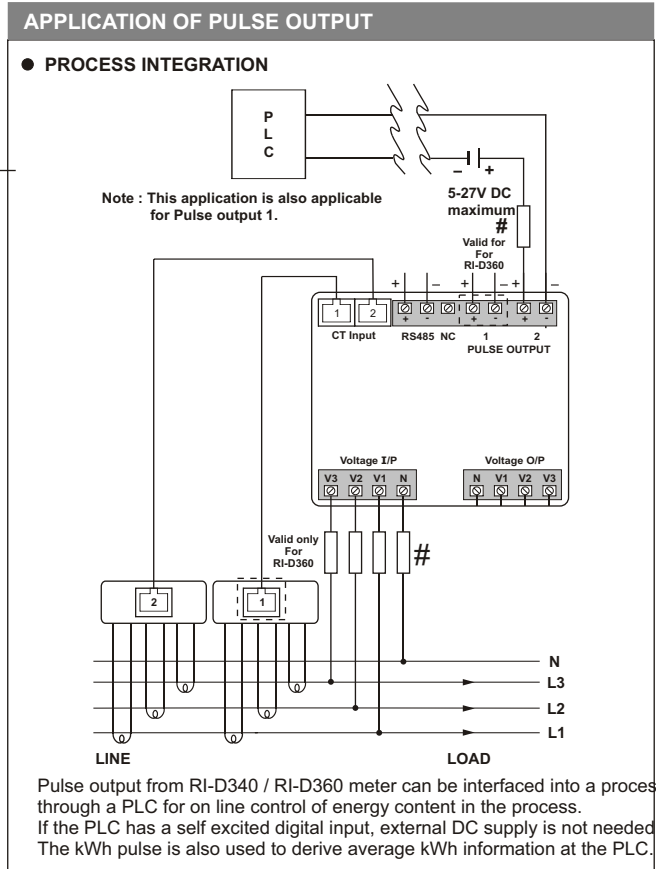 APPLICATION OF PULSE OUTPUT
● PROCESS INTEGRATION
P
L
C
Note : This application is also applicable
for Pulse output 1.
– +
5-27V DC
maximum
#
Valid for
For
RI-D360
+ – + – + –
1 2
+ - + - + -
CT Input RS485 NC 1 2
PULSE OUTPUT
Voltage I/P Voltage O/P
V3 V2 V1 N N V1 V2 V3
Valid only
For
RI-D360
#
2 1
N
L3
L2
L1
LINE LOAD
Pulse output from RI-D340 / RI-D360 meter can be interfaced into a proces
through a PLC for on line control of energy content in the process.
If the PLC has a self excited digital input, external DC supply is not needed
The kWh pulse is also used to derive average kWh information at the PLC.